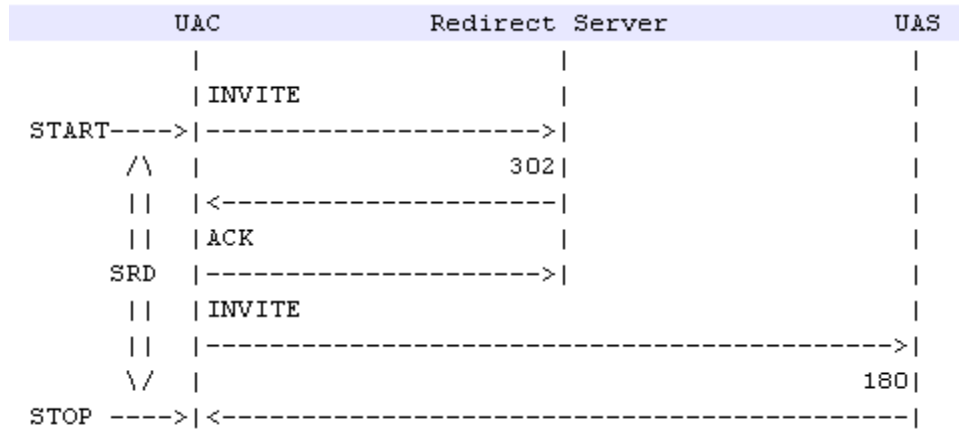 UAC                 Redirect Server               UAS
                |                            |                            |
                |INVITE                      |                            |
  START---->|-------------------------->|                            |
         /\   |                        302|                            |
         ||   |<--------------------------|                            |
         ||   |ACK                         |                            |
        SRD  |-------------------------->|                            |
         ||   |INVITE                                                   |
         ||   |------------------------------------------------------>|
         \/   |                                                    180|
  STOP ---->|<------------------------------------------------------|